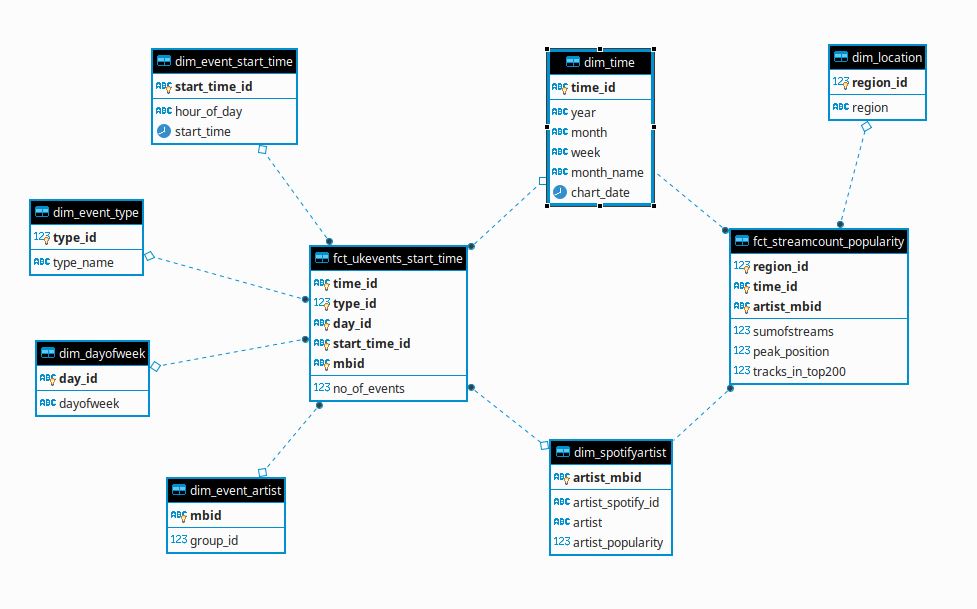 dim_event_start_time
ABC start_time_id
ABC hour_of_day
start_time
dim_time
ABC time_id
ABC year
ABC month
ABC week
ABC month_name
chart_date
dim_location
123 region_id
ABC region
dim_event_type
123 type_id
ABC type_name
fct_ukevents_start_time
ABC time_id
123 type_id
ABC day_id
ABC start_time_id
ABC mbid
123 no_of_events
fct_streamcount_popularity
123 region_id
ABC time_id
ABC artist_mbid
123 sumofstreams
123 peak_position
123 tracks_in_top200
dim_dayofweek
ABC day_id
ABC dayofweek
dim_event_artist
ABC mbid
123 group_id
dim_spotifyartist
ABC artist_mbid
ABC artist_spotify_id
ABC artist
123 artist_popularity